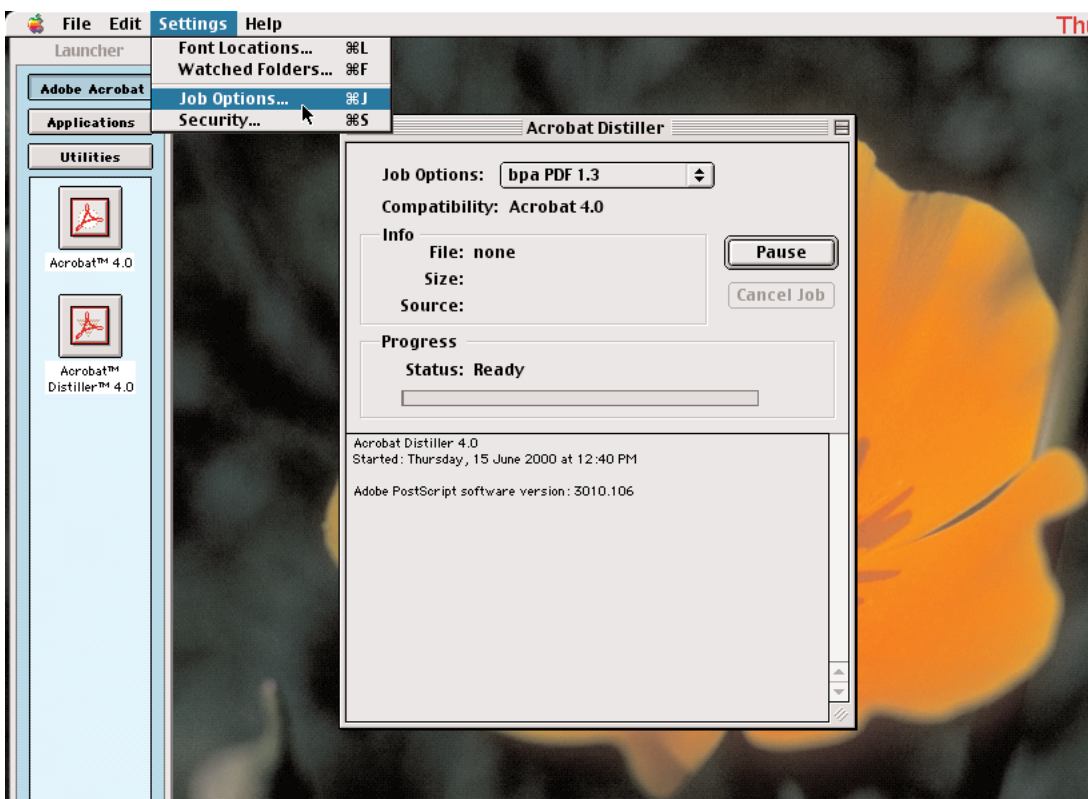 File Edit Settings Help
Thu
Launcher
Font Locations... ⌘L
Watched Folders... ⌘F
Job Options... ⌘J
Security... ⌘S
Adobe Acrobat
Applications
Utilities
Acrobat™ 4.0
Acrobat™
Distiller™ 4.0
Acrobat Distiller
Job Options: bpa PDF 1.3
Compatibility: Acrobat 4.0
Info
File: none
Size:
Source:
Pause
Cancel Job
Progress
Status: Ready
Acrobat Distiller 4.0
Started: Thursday, 15 June 2000 at 12:40 PM
Adobe PostScript software version: 3010.106